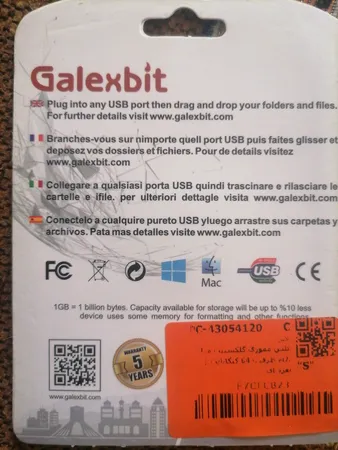 Galexbit
Plug into any USB port then drag and drop your folders and files.
For further details visit www.galexbit.com
Branches-vous sur nimporte quell port USB puis faites glisser et
deposez vos dossiers et fichiers. Pour de details visitez
www.galexbit.com
Collegare a qualsiasi porta USB quindi trascinare e rilasciare le
cartelle e ifile. per ulteriori dettagle visita www.galexbit.com
Conectelo a cualquire pureto USB yluego arrastre sus carpetas y
archivos. Pata mas detalles visite www.galexbit.com
FC Mac USB CE
1GB = 1 billion bytes. Capacity available for storage will be up to %10 less
device uses some memory for formatting and other functions
WARRANTY
5
YEARS
PC-13054120 C
"S"
galexbit.com